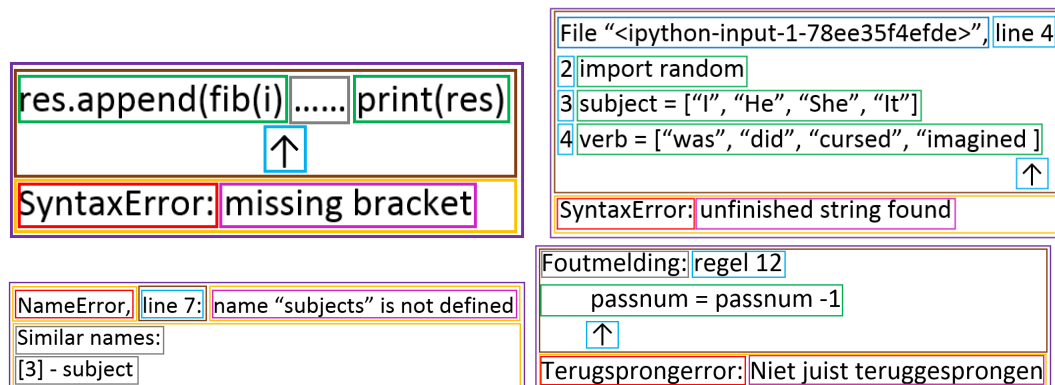 res.append(fib(i) ...... print(res)
↑
SyntaxError: missing bracket
File “<ipython-input-1-78ee35f4efde>”, line 4
2 import random
3 subject = [“I”, “He”, “She”, “It”]
4 verb = [“was”, “did”, “cursed”, “imagined ]
↑
SyntaxError: unfinished string found
NameError, line 7: name “subjects” is not defined
Similar names:
[3] - subject
Foutmelding: regel 12
passnum = passnum -1
↑
Terugsprongerror: Niet juist teruggesprongen